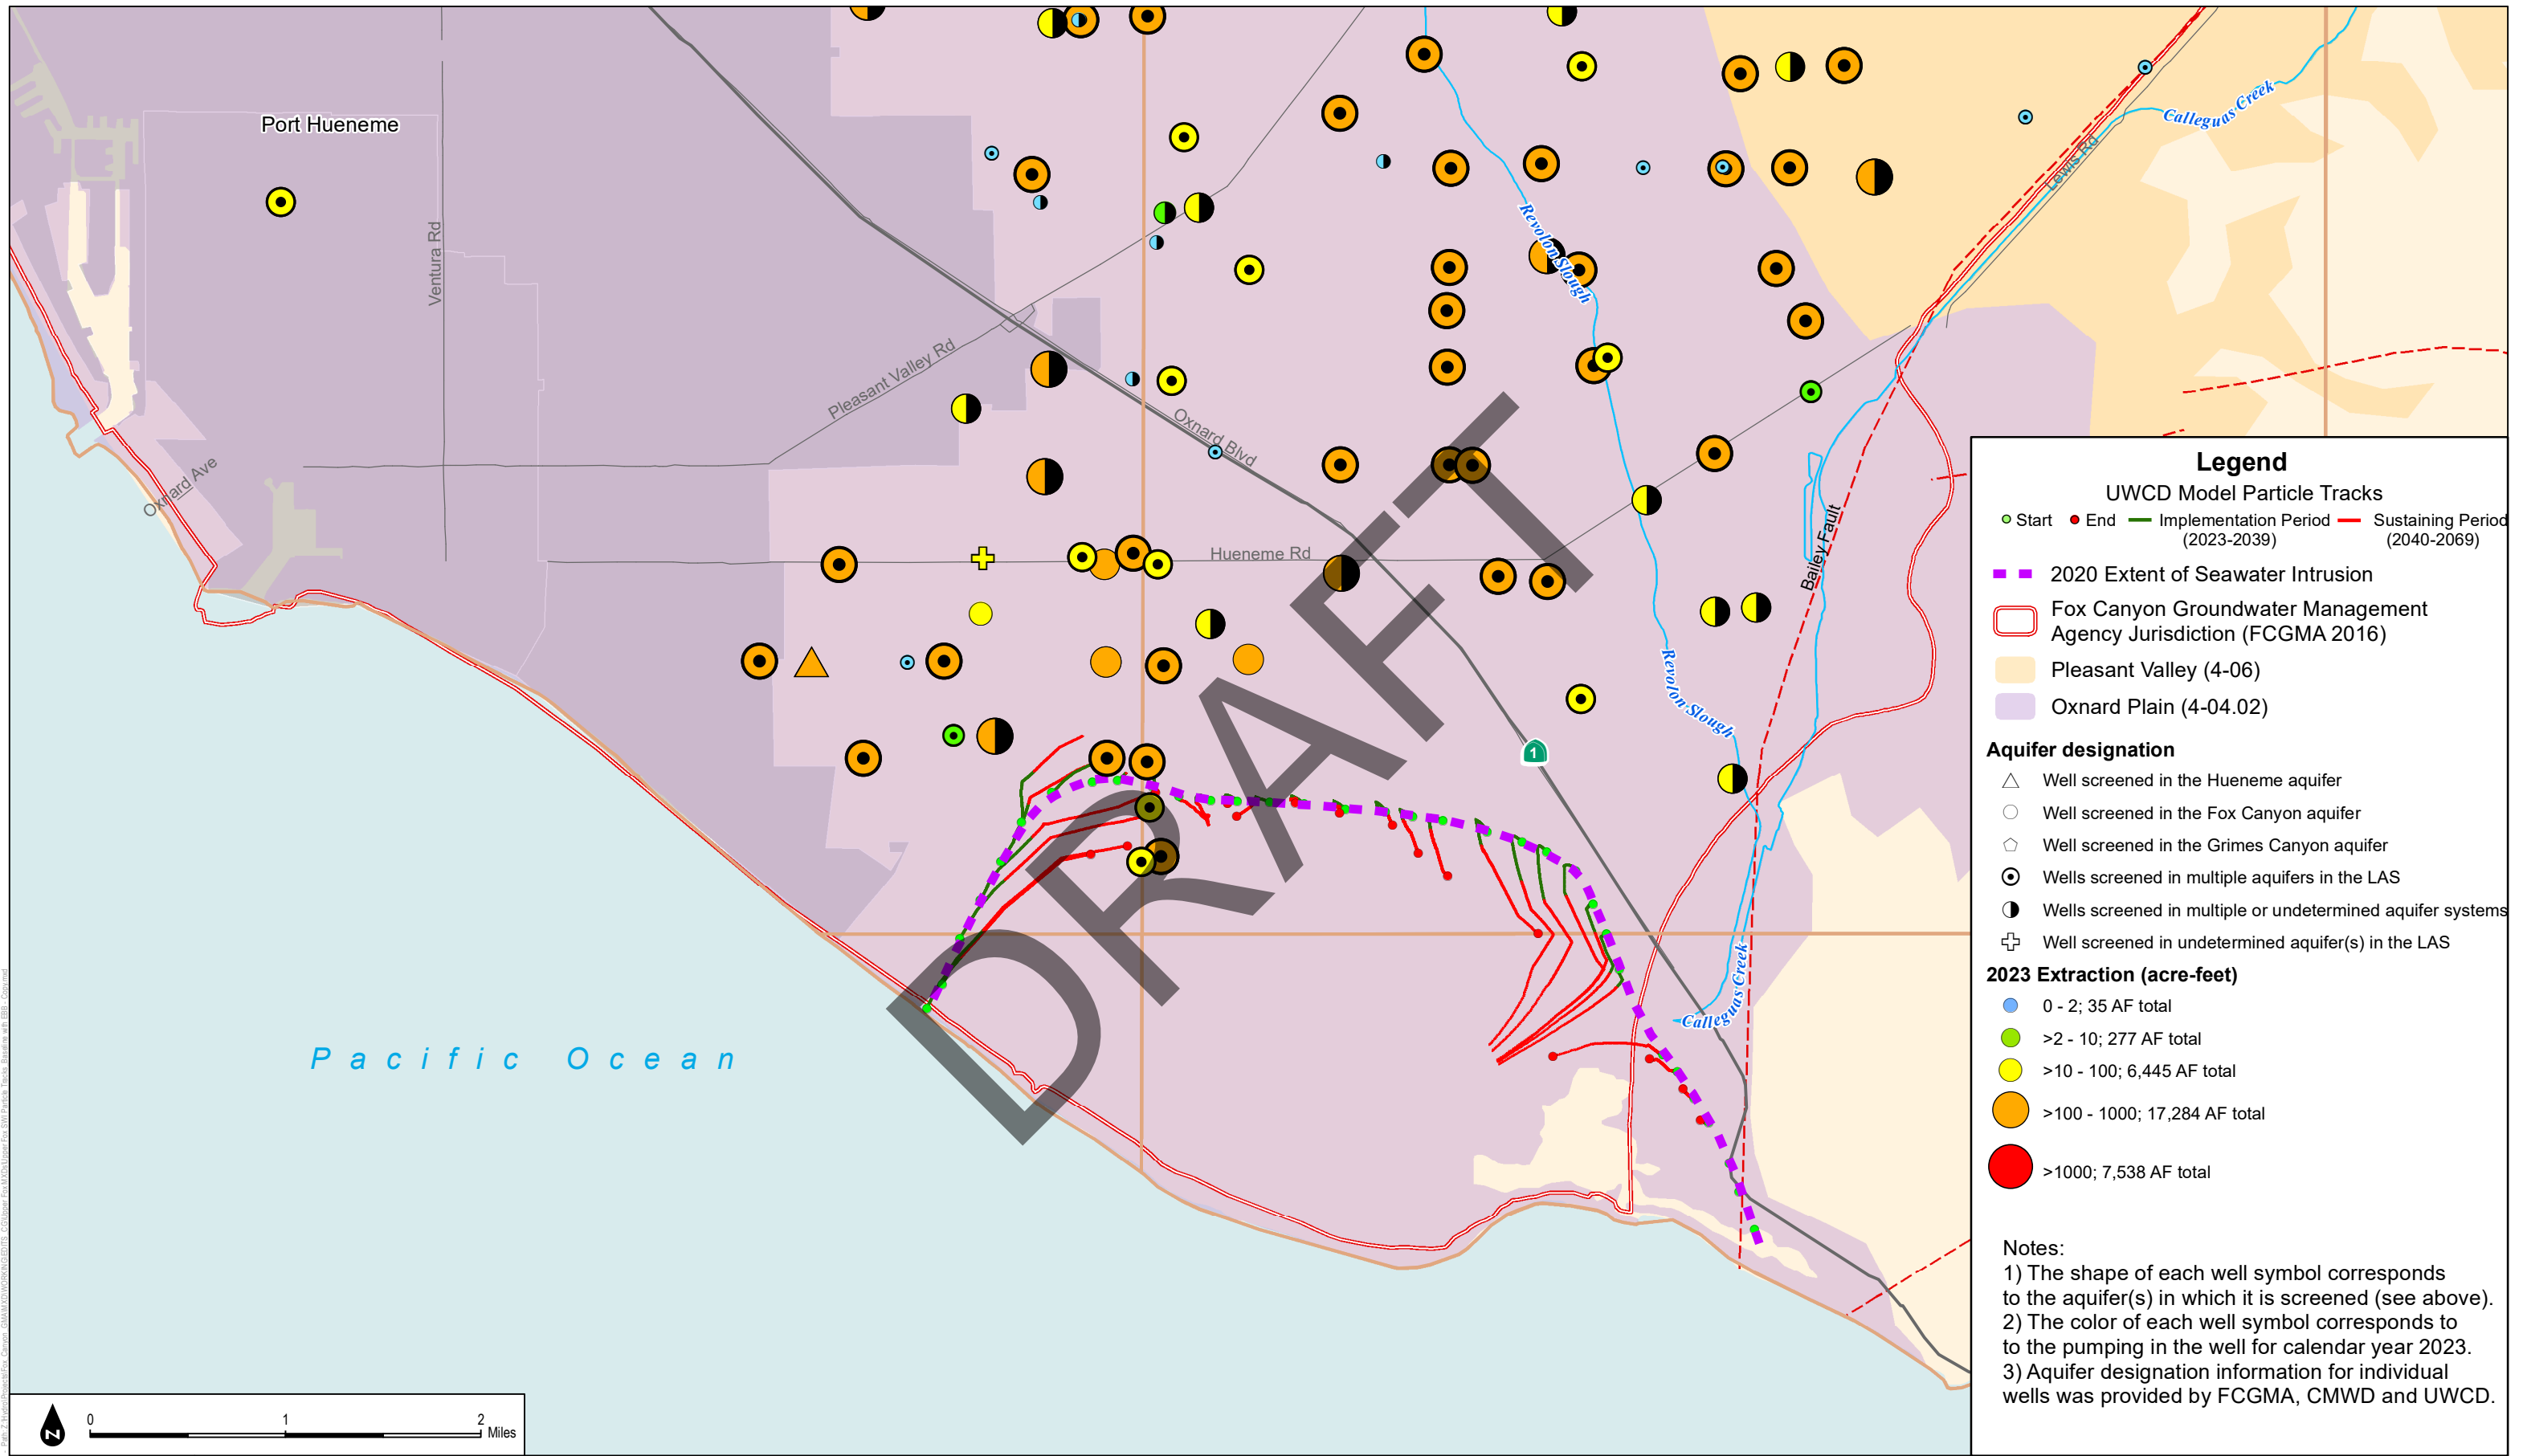 Port Hueneme
Ventura Rd
Oxnard Ave
Pleasant Valley Rd
Oxnard Blvd
Hueneme Rd
Revolon Slough
Revolon Slough
Calleguas Creek
Lewis Rd
Bailey Fault
1
Calleguas Creek
Pacific Ocean
DRAFT
N
0 1 2
Miles
Legend
UWCD Model Particle Tracks
Start End Implementation Period Sustaining Period
(2023-2039) (2040-2069)
2020 Extent of Seawater Intrusion
Fox Canyon Groundwater Management
Agency Jurisdiction (FCGMA 2016)
Pleasant Valley (4-06)
Oxnard Plain (4-04.02)
Aquifer designation
Well screened in the Hueneme aquifer
Well screened in the Fox Canyon aquifer
Well screened in the Grimes Canyon aquifer
Wells screened in multiple aquifers in the LAS
Wells screened in multiple or undetermined aquifer systems
Well screened in undetermined aquifer(s) in the LAS
2023 Extraction (acre-feet)
0 - 2; 35 AF total
>2 - 10; 277 AF total
>10 - 100; 6,445 AF total
>100 - 1000; 17,284 AF total
>1000; 7,538 AF total
Notes:
1) The shape of each well symbol corresponds
to the aquifer(s) in which it is screened (see above).
2) The color of each well symbol corresponds to
to the pumping in the well for calendar year 2023.
3) Aquifer designation information for individual
wells was provided by FCGMA, CMWD and UWCD.